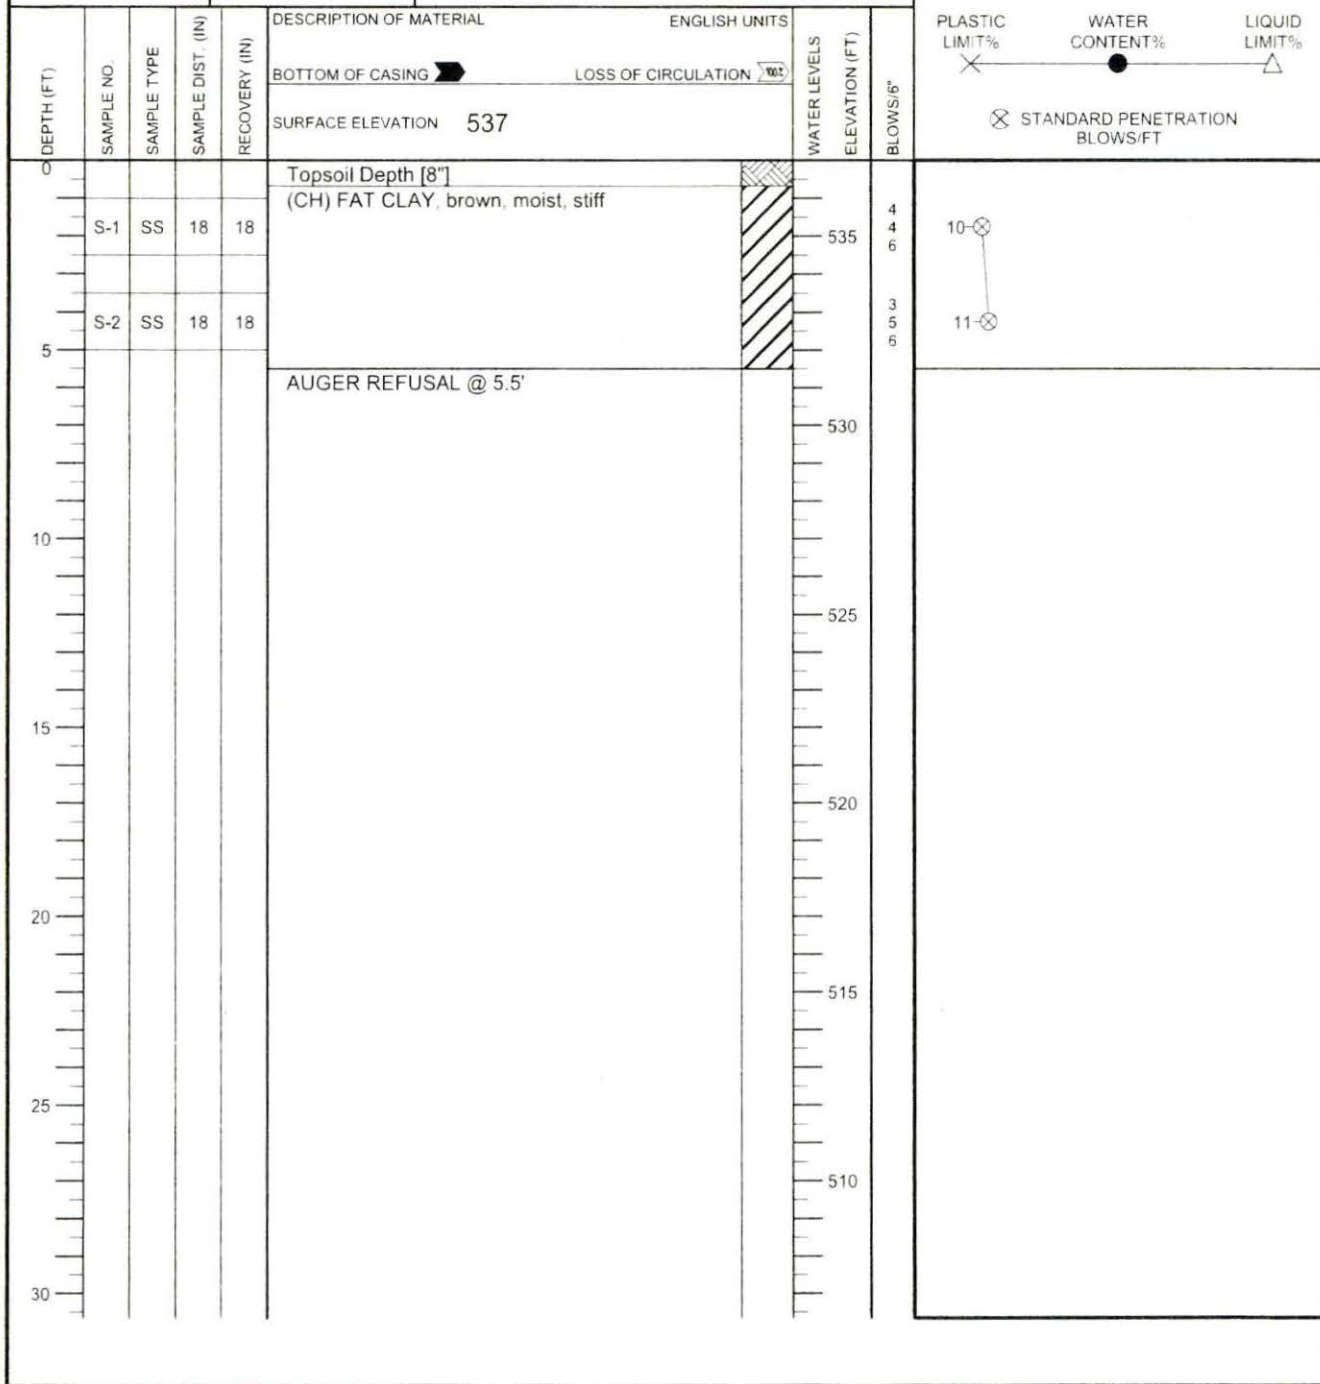 DEPTH (FT)
SAMPLE NO.
SAMPLE TYPE
SAMPLE DIST. (IN)
RECOVERY (IN)
DESCRIPTION OF MATERIAL ENGLISH UNITS
BOTTOM OF CASING LOSS OF CIRCULATION
SURFACE ELEVATION 537
WATER LEVELS
ELEVATION (FT)
BLOWS/6"
PLASTIC LIMIT%
WATER CONTENT%
LIQUID LIMIT%
STANDARD PENETRATION
BLOWS/FT
0
Topsoil Depth [8"]
(CH) FAT CLAY, brown, moist, stiff
S-1 SS 18 18
535
4
4
6
10
S-2 SS 18 18
3
5
6
11
5
AUGER REFUSAL @ 5.5'
530
10
525
15
520
20
515
25
510
30